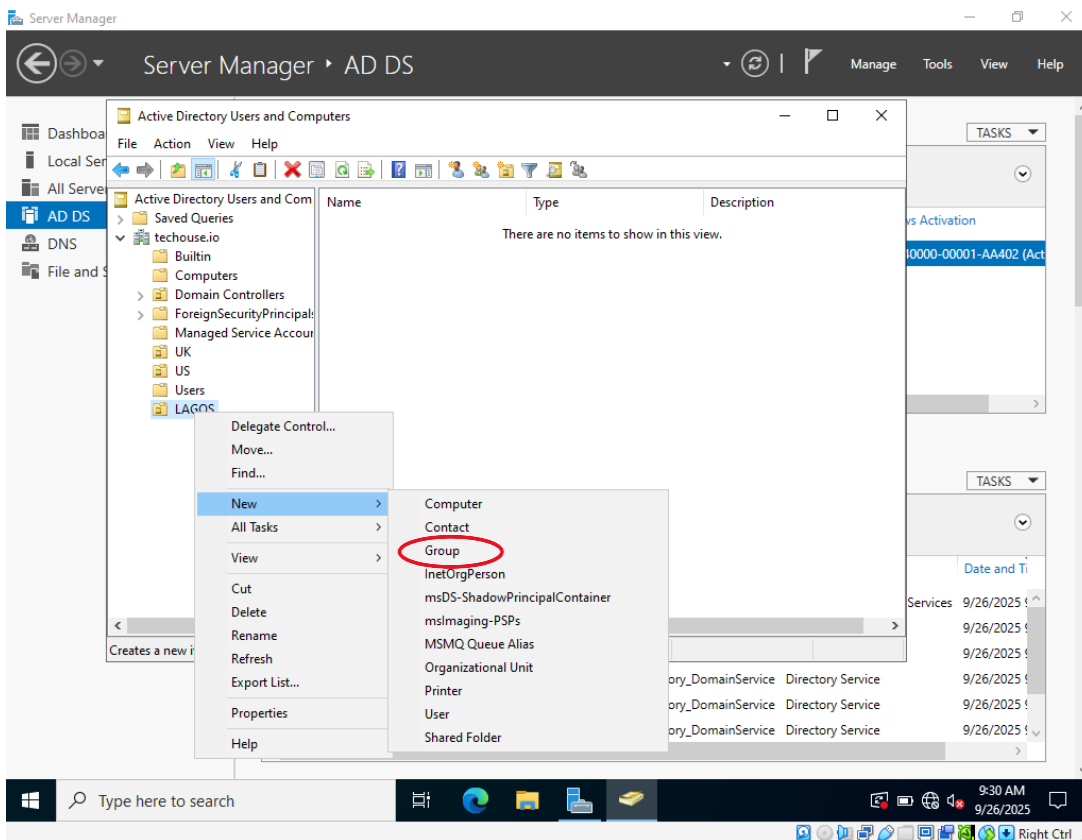 Server Manager
Server Manager • AD DS
Manage Tools View Help
Dashboa
Local Ser
All Serve
AD DS
DNS
File and S
Active Directory Users and Computers
File Action View Help
Active Directory Users and Com
Saved Queries
techouse.io
Builtin
Computers
Domain Controllers
ForeignSecurityPrincipals
Managed Service Accour
UK
US
Users
LAGOS
Name Type Description
There are no items to show in this view.
Creates a new i
Delegate Control...
Move...
Find...
New
All Tasks
View
Cut
Delete
Rename
Refresh
Export List...
Properties
Help
Computer
Contact
Group
InetOrgPerson
msDS-ShadowPrincipalContainer
msImaging-PSPs
MSMQ Queue Alias
Organizational Unit
Printer
User
Shared Folder
TASKS
vs Activation
40000-00001-AA402 (Act
TASKS
Date and Ti
Services 9/26/2025 9
9/26/2025 9
9/26/2025 9
ory_DomainService Directory Service 9/26/2025 9
ory_DomainService Directory Service 9/26/2025 9
ory_DomainService Directory Service 9/26/2025 9
Type here to search
9:30 AM
9/26/2025
Right Ctrl